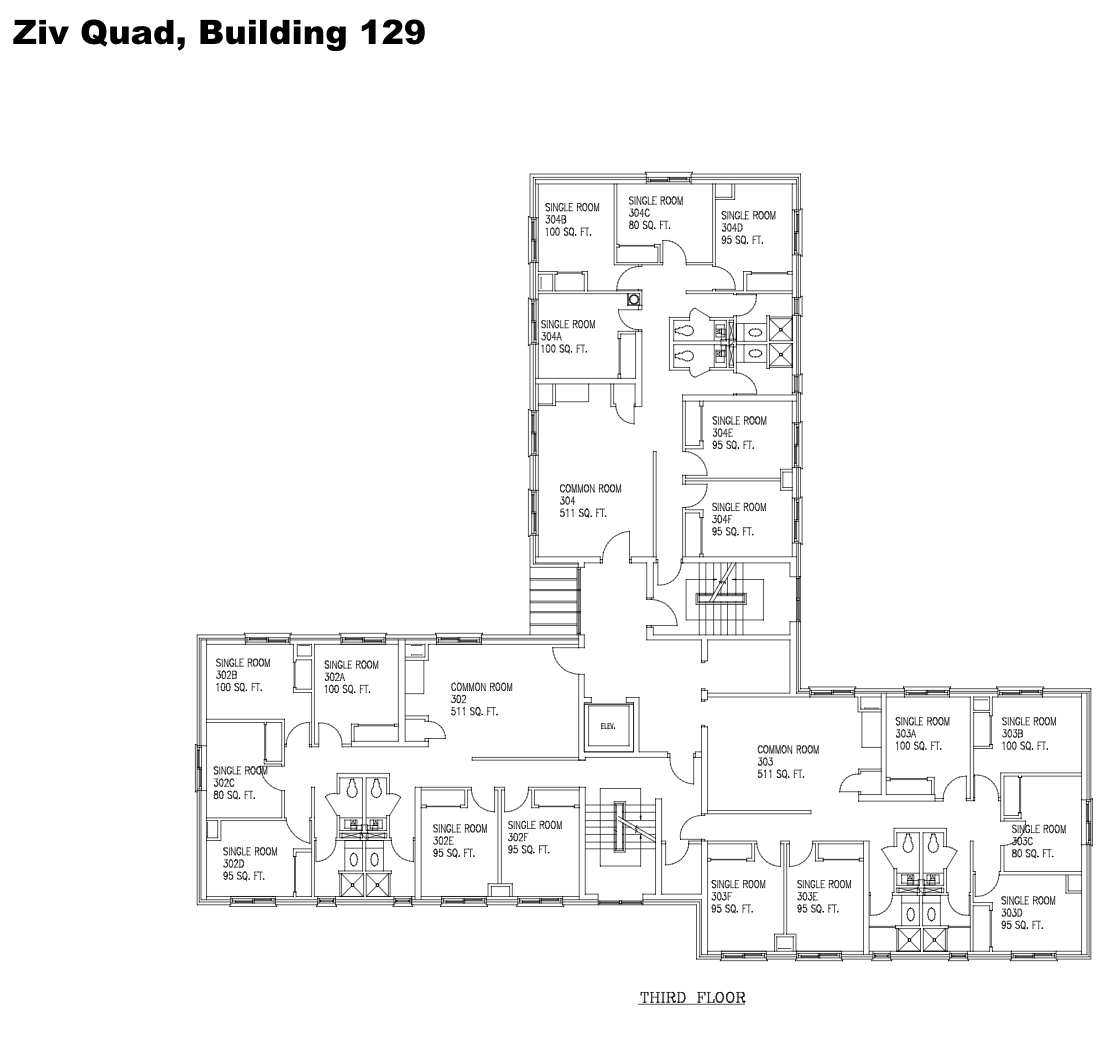 Ziv Quad, Building 129
SINGLE ROOM
304B
100 SQ. FT.
SINGLE ROOM
304C
80 SQ. FT.
SINGLE ROOM
304D
95 SQ. FT.
SINGLE ROOM
304A
100 SQ. FT.
SINGLE ROOM
304E
95 SQ. FT.
COMMON ROOM
304
511 SQ. FT.
SINGLE ROOM
304F
95 SQ. FT.
SINGLE ROOM
302B
100 SQ. FT.
SINGLE ROOM
302A
100 SQ. FT.
COMMON ROOM
302
511 SQ. FT.
ELEV.
SINGLE ROOM
303A
100 SQ. FT.
SINGLE ROOM
303B
100 SQ. FT.
COMMON ROOM
303
511 SQ. FT.
SINGLE ROOM
302C
80 SQ. FT.
SINGLE ROOM
302E
95 SQ. FT.
SINGLE ROOM
302F
95 SQ. FT.
SINGLE ROOM
303C
80 SQ. FT.
SINGLE ROOM
302D
95 SQ. FT.
SINGLE ROOM
303F
95 SQ. FT.
SINGLE ROOM
303E
95 SQ. FT.
SINGLE ROOM
303D
95 SQ. FT.
THIRD FLOOR